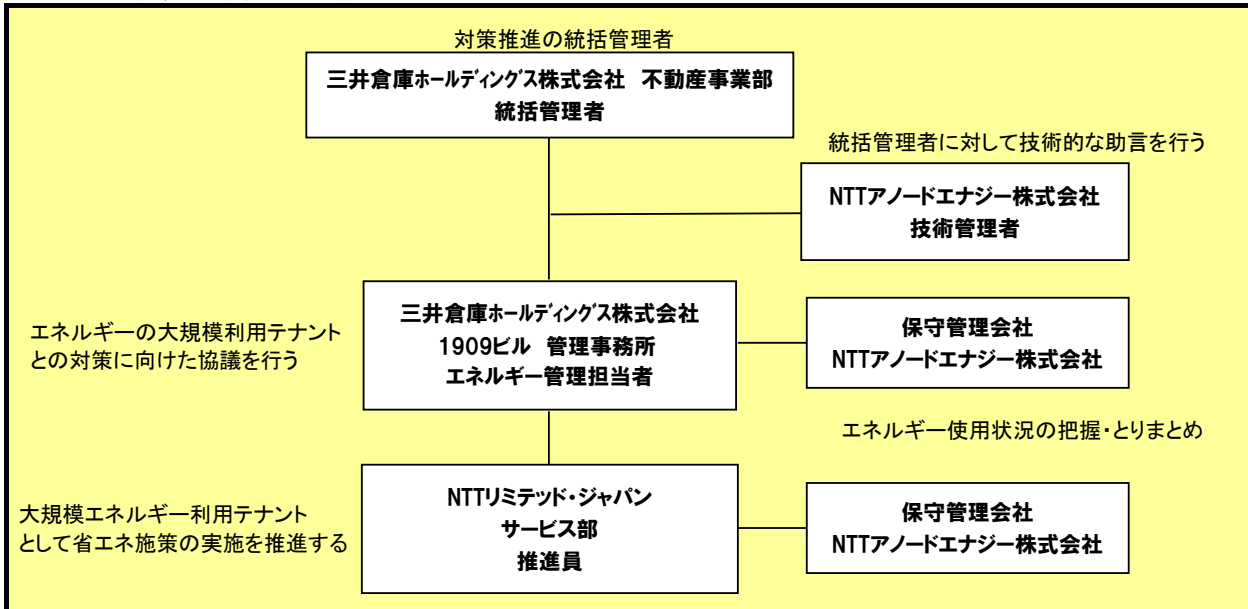 対策推進の統括管理者
三井倉庫ホールディングス株式会社　不動産事業部
統括管理者
統括管理者に対して技術的な助言を行う
NTTアノードエナジー株式会社
技術管理者
エネルギーの大規模利用テナント
との対策に向けた協議を行う
三井倉庫ホールディングス株式会社
1909ビル　管理事務所
エネルギー管理担当者
保守管理会社
NTTアノードエナジー株式会社
エネルギー使用状況の把握・とりまとめ
大規模エネルギー利用テナント
として省エネ施策の実施を推進する
NTTリミテッド・ジャパン
サービス部
推進員
保守管理会社
NTTアノードエナジー株式会社